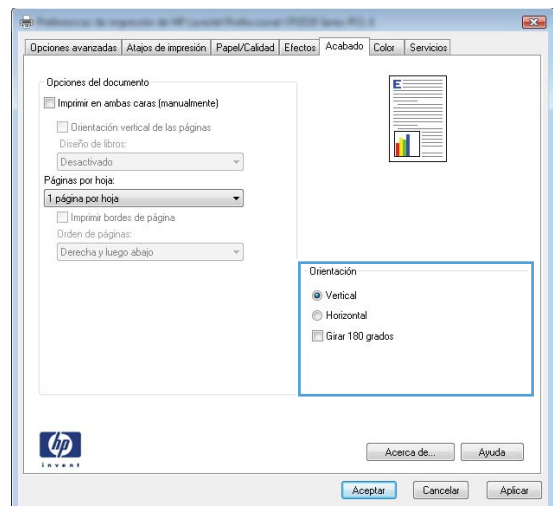 Opciones avanzadas Atajos de impresión Papel/Calidad Efectos Acabado Color Servicios
Opciones del documento
Imprimir en ambas caras (manualmente)
Orientación vertical de las páginas
Diseño de libros:
Desactivado
Páginas por hoja:
1 página por hoja
Imprimir bordes de página
Orden de páginas:
Derecha y luego abajo
E
Orientación
Vertical
Horizontal
Girar 180 grados
hp
invent
Acerca de... Ayuda
Aceptar Cancelar Aplicar